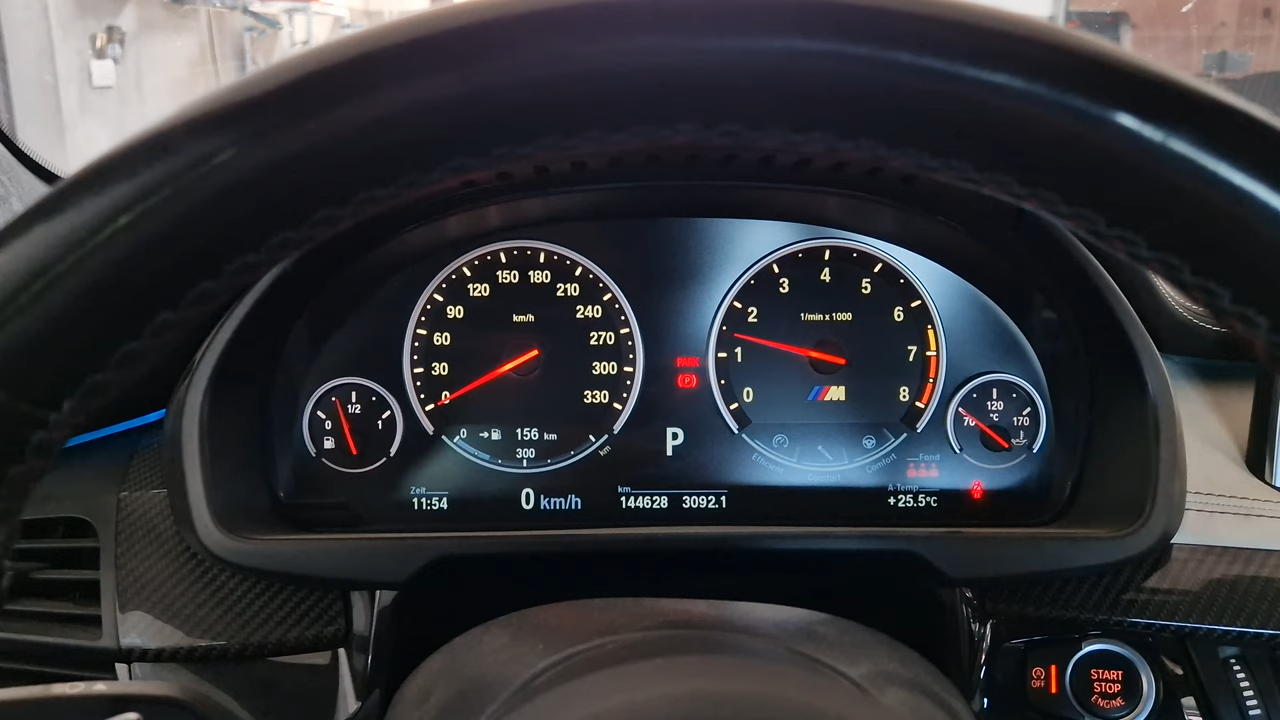 150 180
120 210
90 240
km/h
60 270
30 300
0 330
4
3 5
2 6
1/min x 1000
1 7
0 8
M
PARK
(P)
1/2
0 1
120
°C
70 170
0 156 km
300
km
P
Efficient
Comfort
Comfort
Fond
Zeit
11:54
0 km/h
km
144628 3092.1
A-Temp
+25.5°C
A
OFF
START
STOP
ENGINE